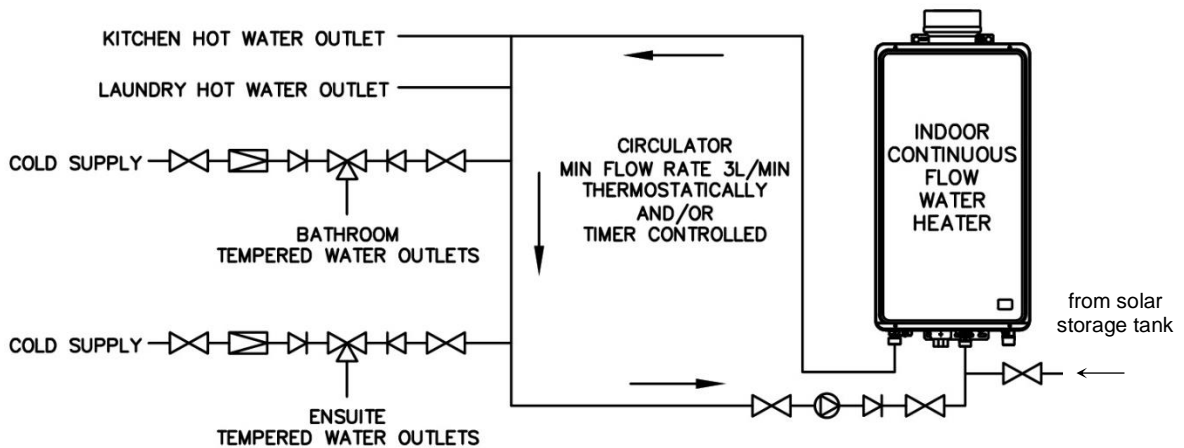 KITCHEN HOT WATER OUTLET
LAUNDRY HOT WATER OUTLET
COLD SUPPLY
BATHROOM
TEMPERED WATER OUTLETS
CIRCULATOR
MIN FLOW RATE 3L/MIN
THERMOSTATICALLY
AND/OR
TIMER CONTROLLED
INDOOR
CONTINUOUS
FLOW
WATER
HEATER
from solar
storage tank
COLD SUPPLY
ENSUITE
TEMPERED WATER OUTLETS